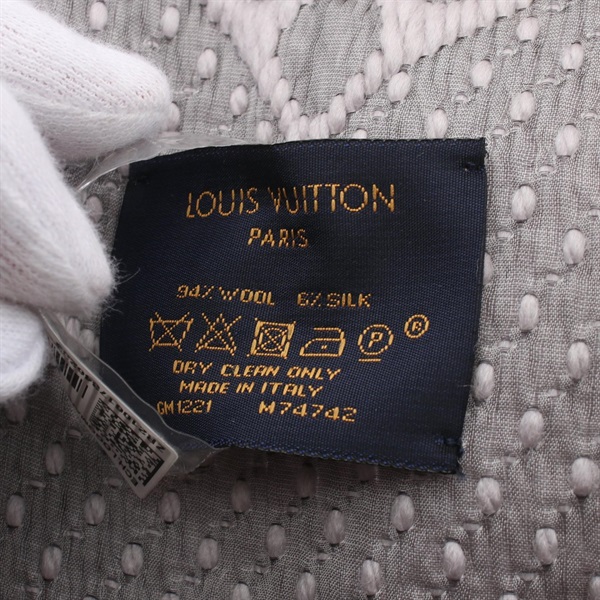 LOUIS VUITTON
PARIS
94% WOOL 6% SILK
P ®
DRY CLEAN ONLY
MADE IN ITALY
GM1221 M74742